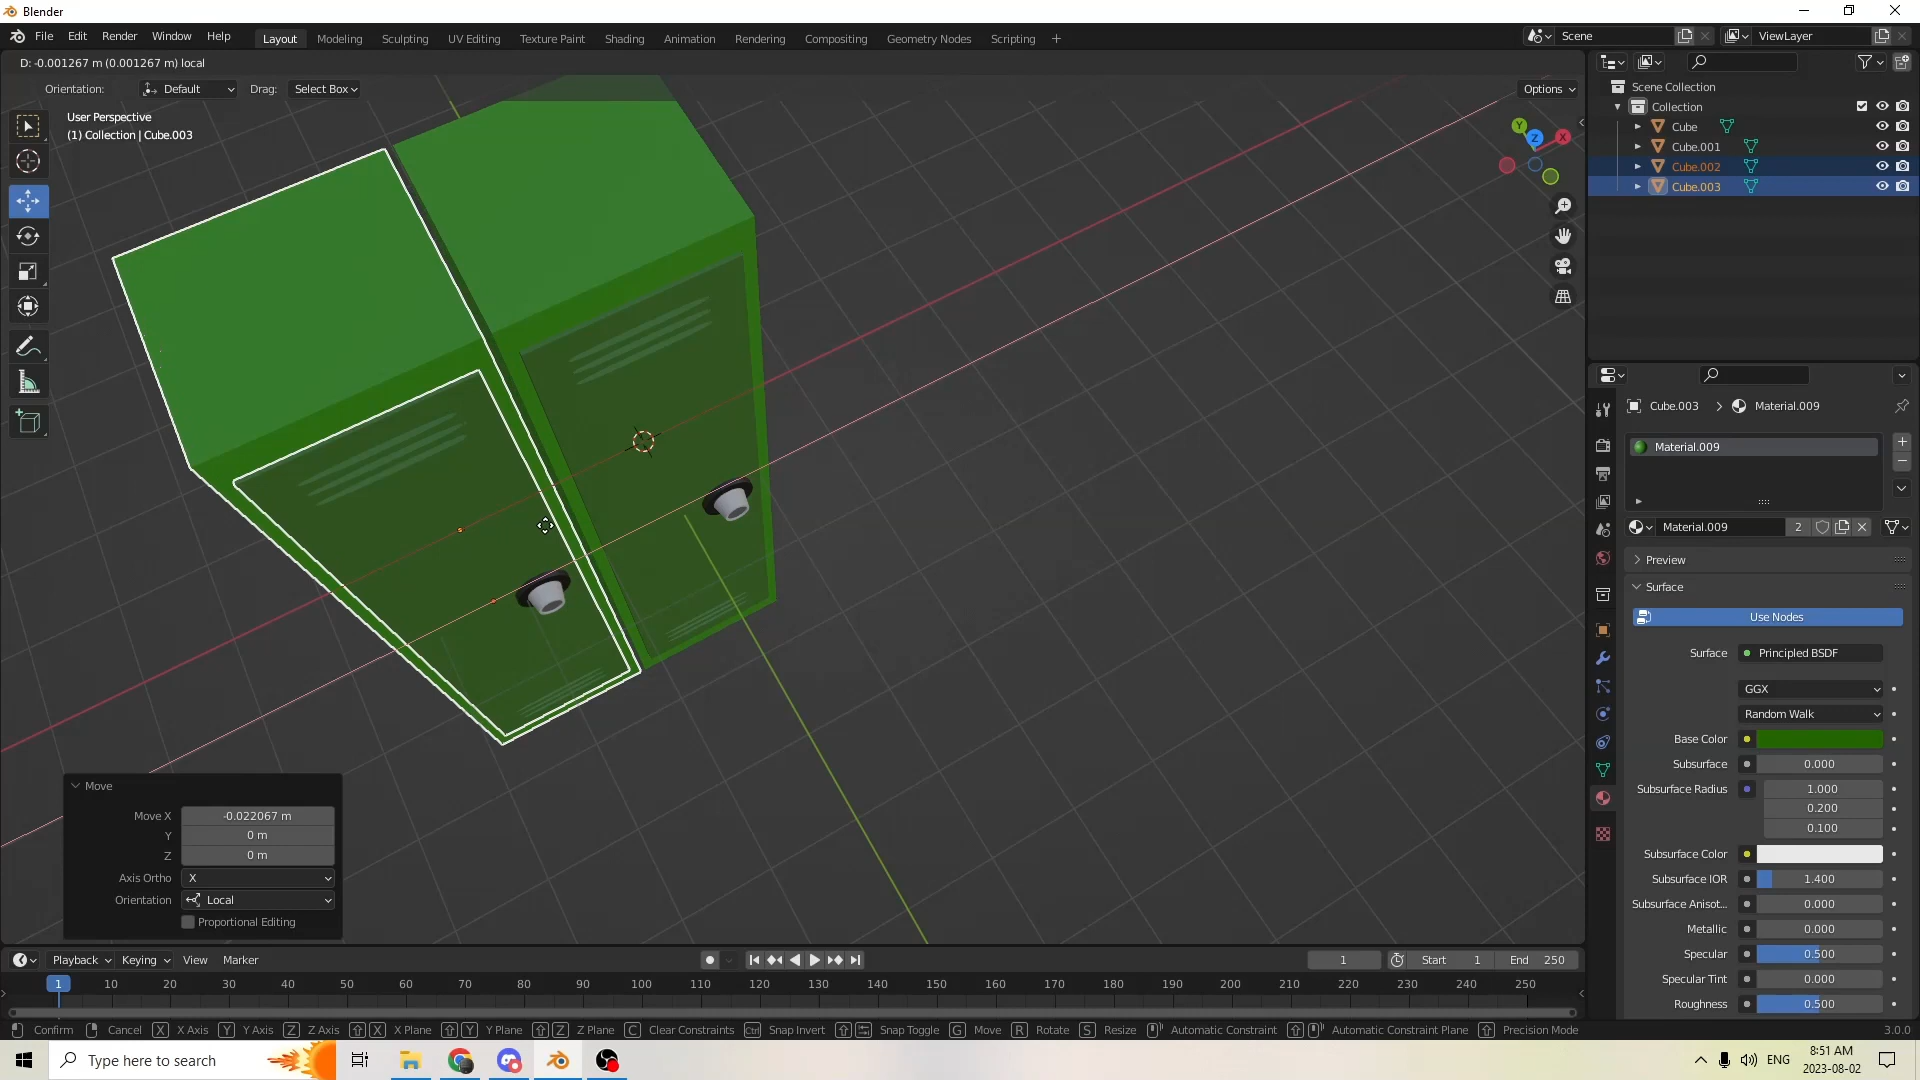 Blender
File Edit Render Window Help
Layout Modeling Sculpting UV Editing Texture Paint Shading Animation Rendering Compositing Geometry Nodes Scripting +
Scene
ViewLayer
D: -0.001267 m (0.001267 m) local
Orientation: Default Drag: Select Box
Options
User Perspective
(1) Collection | Cube.003
Y
Z
X
Scene Collection
Collection
Cube
Cube.001
Cube.002
Cube.003
Cube.003 > Material.009
Material.009
Material.009 2
Preview
Surface
Use Nodes
Surface Principled BSDF
GGX
Random Walk
Base Color
Subsurface 0.000
Subsurface Radius 1.000
0.200
0.100
Subsurface Color
Subsurface IOR 1.400
Subsurface Anisot... 0.000
Metallic 0.000
Specular 0.500
Specular Tint 0.000
Roughness 0.500
Move
Move X -0.022067 m
Y 0 m
Z 0 m
Axis Ortho X
Orientation Local
Proportional Editing
Playback Keying View Marker
1 Start 1 End 250
1 10 20 30 40 50 60 70 80 90 100 110 120 130 140 150 160 170 180 190 200 210 220 230 240 250
Confirm Cancel X X Axis Y Y Axis Z Z Axis X X Plane Y Y Plane Z Z Plane C Clear Constraints Ctrl Snap Invert Snap Toggle G Move R Rotate S Resize Automatic Constraint Automatic Constraint Plane Precision Mode 3.0.0
Type here to search
ENG
8:51 AM
2023-08-02